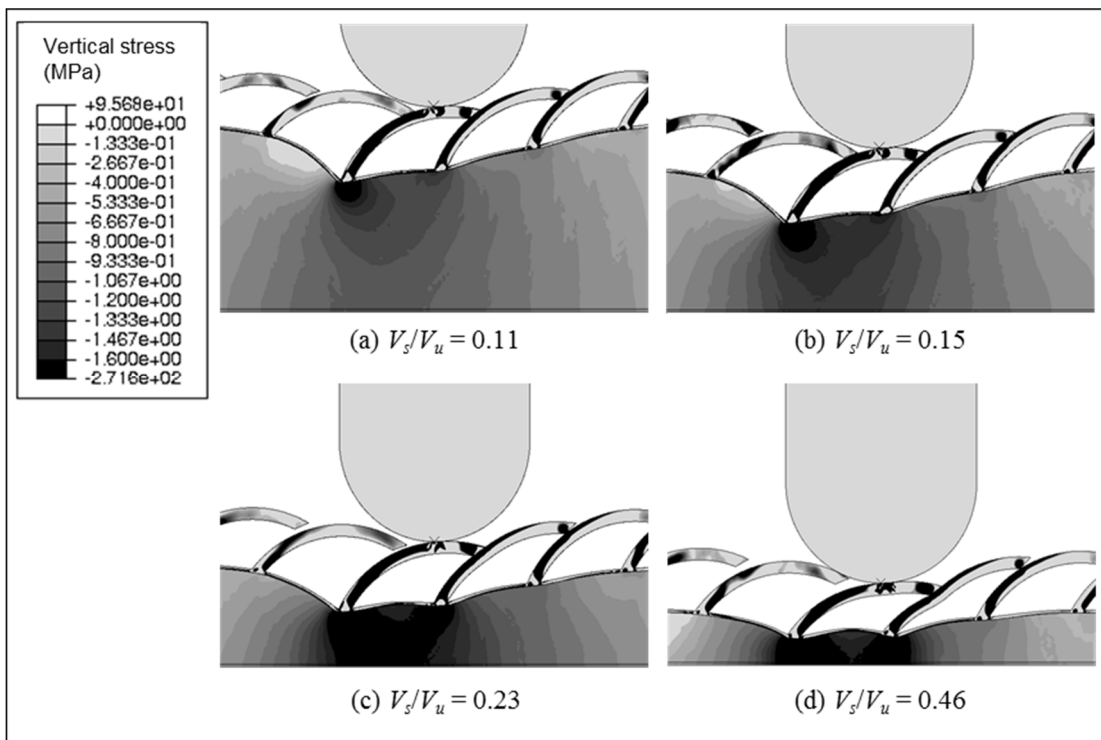 Vertical stress
(MPa)
+9.568e+01
+0.000e+00
-1.333e-01
-2.667e-01
-4.000e-01
-5.333e-01
-6.667e-01
-8.000e-01
-9.333e-01
-1.067e+00
-1.200e+00
-1.333e+00
-1.467e+00
-1.600e+00
-2.716e+02
(a) Vs/Vu = 0.11
(b) Vs/Vu = 0.15
(c) Vs/Vu = 0.23
(d) Vs/Vu = 0.46